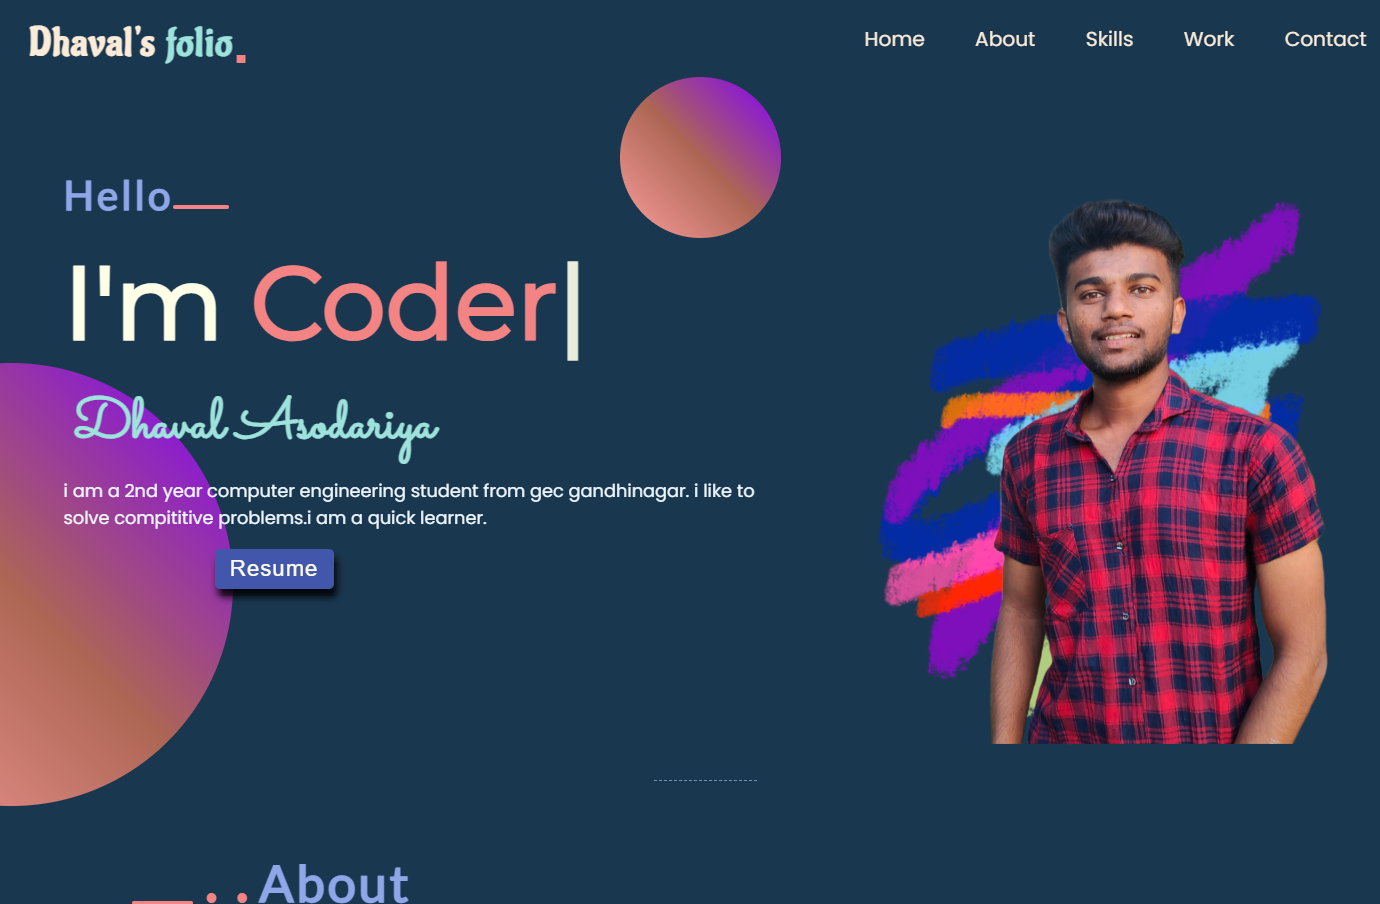 Dhaval's folio.
Home About Skills Work Contact
Hello
I'm Coder|
Dhaval Asodariya
i am a 2nd year computer engineering student from gec gandhinagar. i like to
solve compititive problems.i am a quick learner.
Resume
About